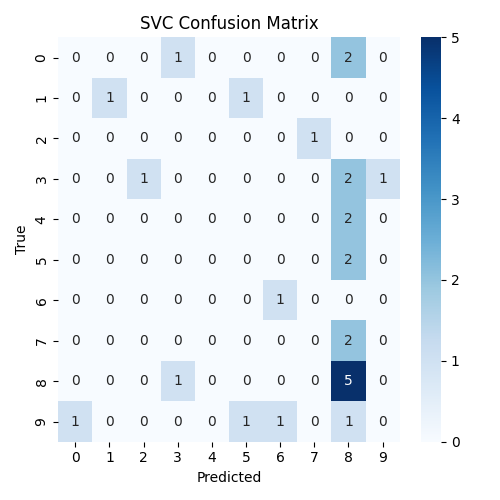 SVC Confusion Matrix
0 0 0 0 1 0 0 0 0 2 0
1 0 1 0 0 0 1 0 0 0 0
2 0 0 0 0 0 0 0 1 0 0
3 0 0 1 0 0 0 0 0 2 1
4 0 0 0 0 0 0 0 0 2 0
5 0 0 0 0 0 0 0 0 2 0
6 0 0 0 0 0 0 1 0 0 0
7 0 0 0 0 0 0 0 0 2 0
8 0 0 0 1 0 0 0 0 5 0
9 1 0 0 0 0 1 1 0 1 0
0 1 2 3 4 5 6 7 8 9
Predicted
True
5
4
3
2
1
0